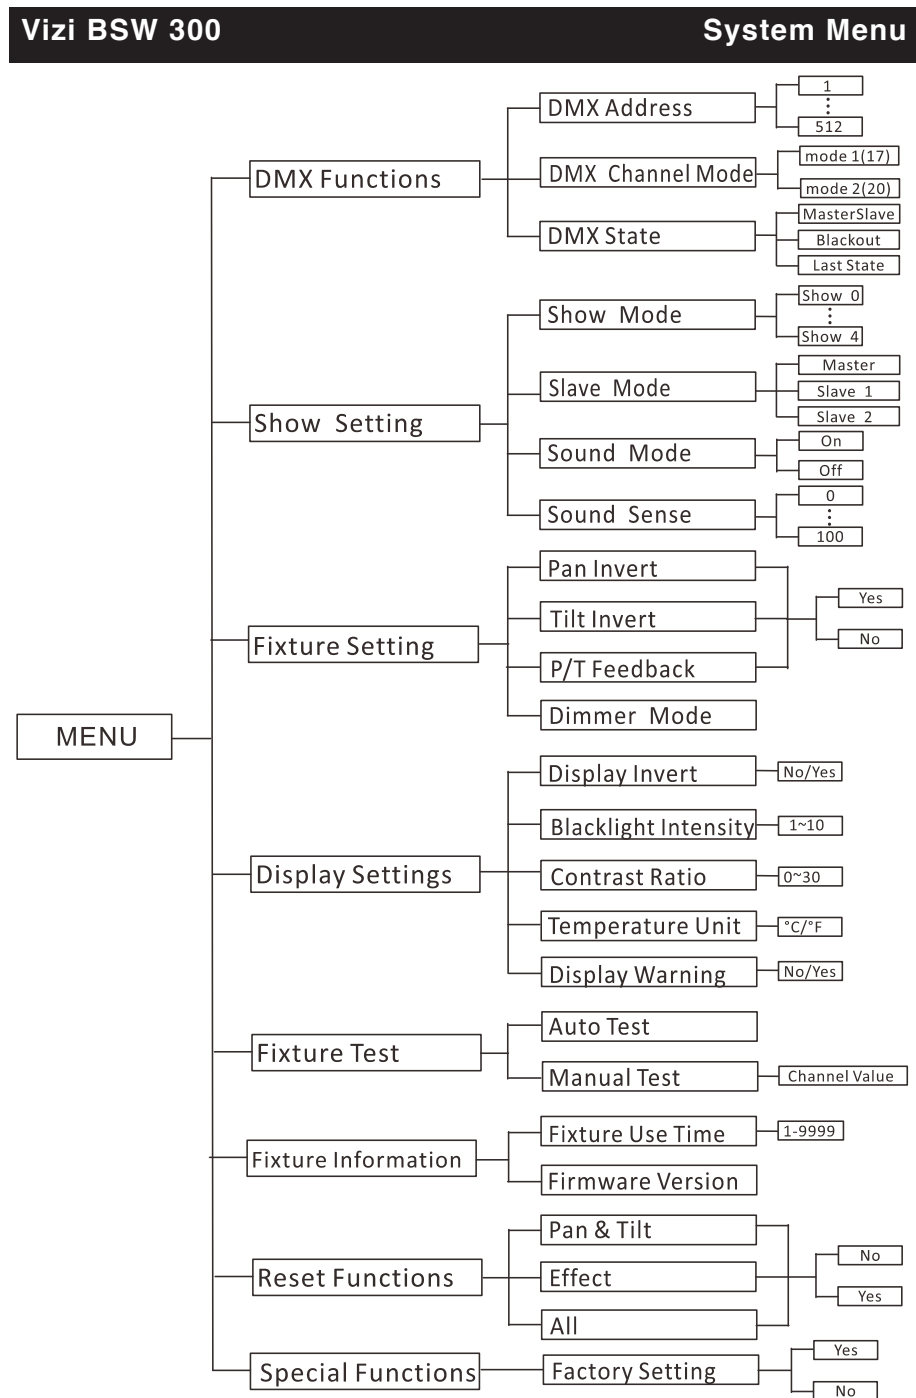 Vizi BSW 300 System Menu
MENU
DMX Functions
DMX Address
1
512
DMX Channel Mode
mode 1(17)
mode 2(20)
DMX State
MasterSlave
Blackout
Last State
Show Setting
Show Mode
Show 0
Show 4
Slave Mode
Master
Slave 1
Slave 2
Sound Mode
On
Off
Sound Sense
0
100
Fixture Setting
Pan Invert
Tilt Invert
P/T Feedback
Yes
No
Dimmer Mode
Display Settings
Display Invert
No/Yes
Blacklight Intensity
1~10
Contrast Ratio
0~30
Temperature Unit
°C/°F
Display Warning
No/Yes
Fixture Test
Auto Test
Manual Test
Channel Value
Fixture Information
Fixture Use Time
1-9999
Firmware Version
Reset Functions
Pan & Tilt
Effect
All
No
Yes
Special Functions
Factory Setting
Yes
No